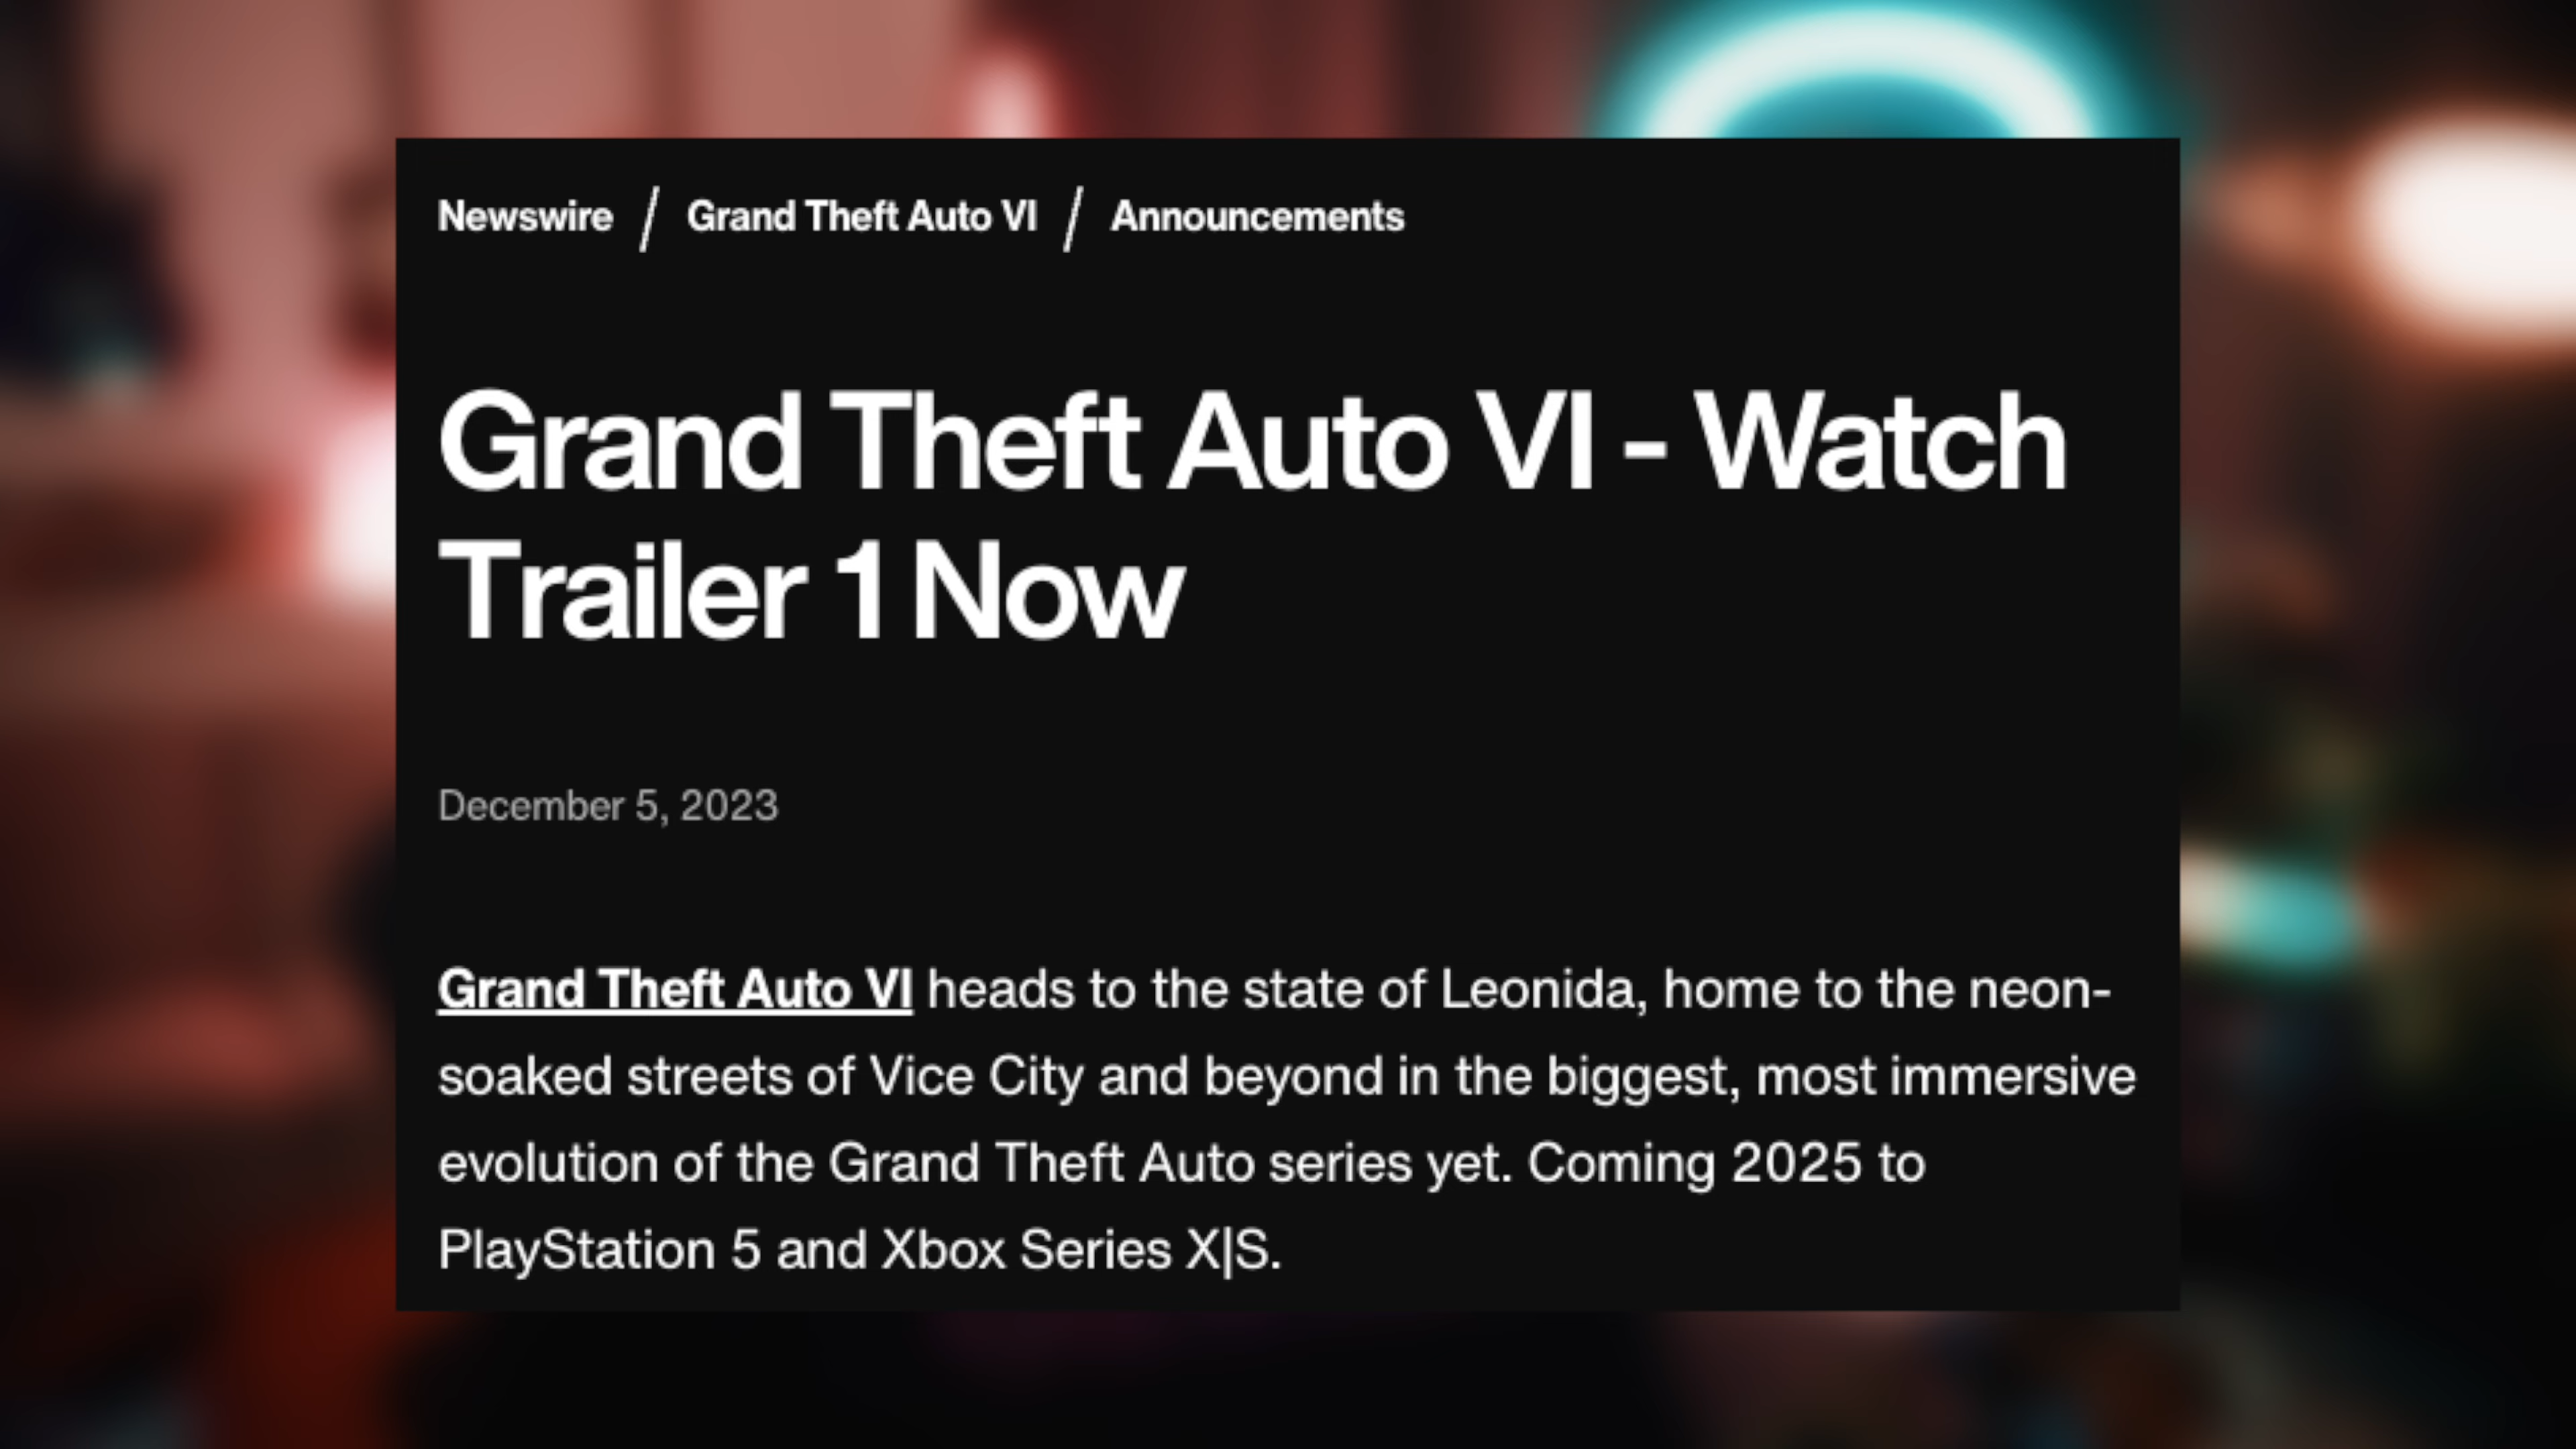 Newswire / Grand Theft Auto VI / Announcements
Grand Theft Auto VI - Watch
Trailer 1 Now
December 5, 2023
Grand Theft Auto VI heads to the state of Leonida, home to the neon-
soaked streets of Vice City and beyond in the biggest, most immersive
evolution of the Grand Theft Auto series yet. Coming 2025 to
PlayStation 5 and Xbox Series X|S.